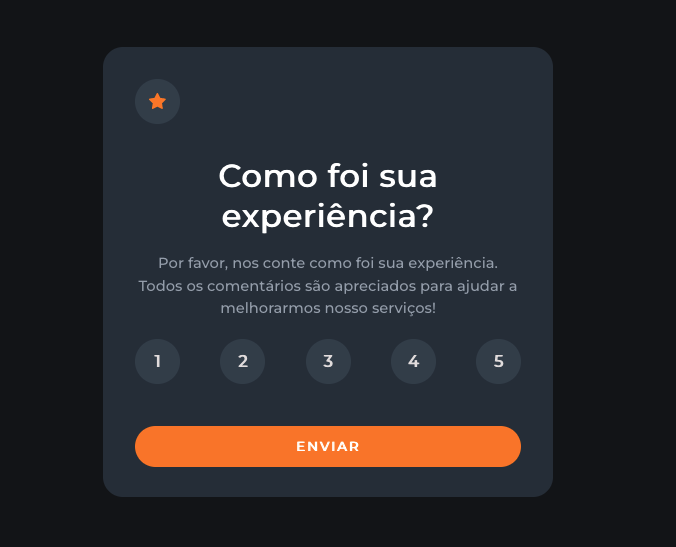 Como foi sua
experiência?
Por favor, nos conte como foi sua experiência.
Todos os comentários são apreciados para ajudar a
melhorarmos nosso serviços!
1 2 3 4 5
ENVIAR